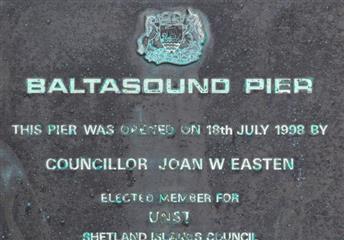 BALTASOUND PIER
THIS PIER WAS OPENED ON 18th JULY 1998 BY
COUNCILLOR JOAN W EASTEN
ELECTED MEMBER FOR
UNST
SHETLAND ISLANDS COUNCIL